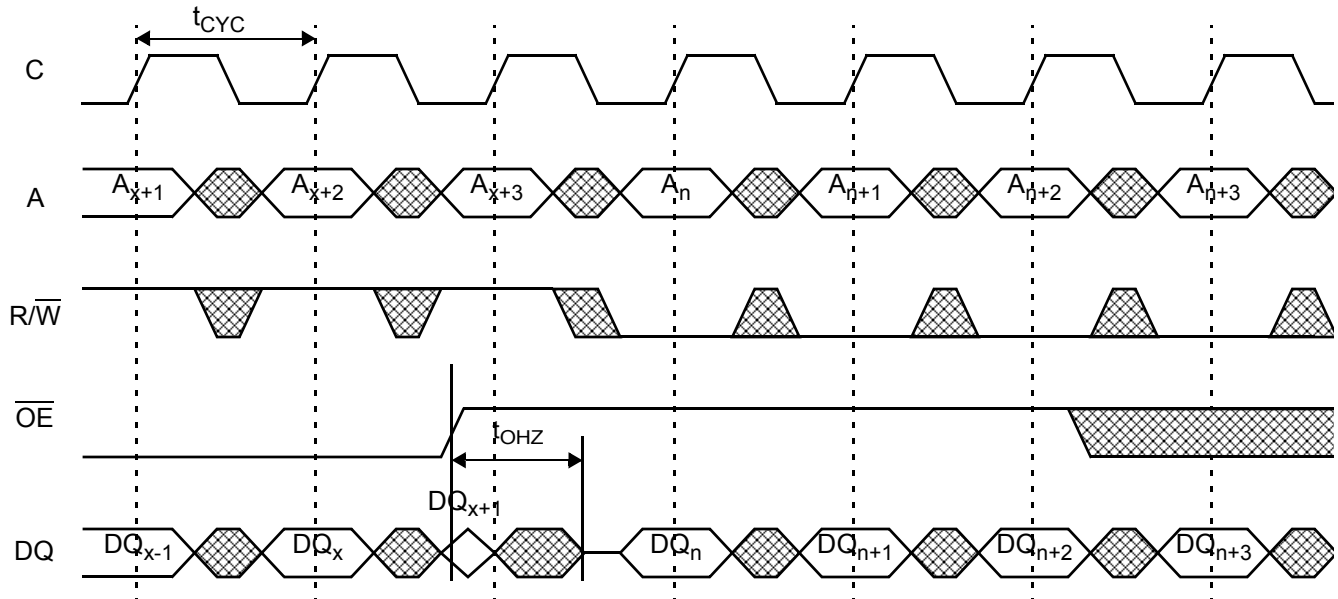 tCYC
C
A
Ax+1 Ax+2 Ax+3 An An+1 An+2 An+3
R/W̅
O̅E̅
tOHZ
DQx+1
DQ
DQx-1 DQx DQn DQn+1 DQn+2 DQn+3